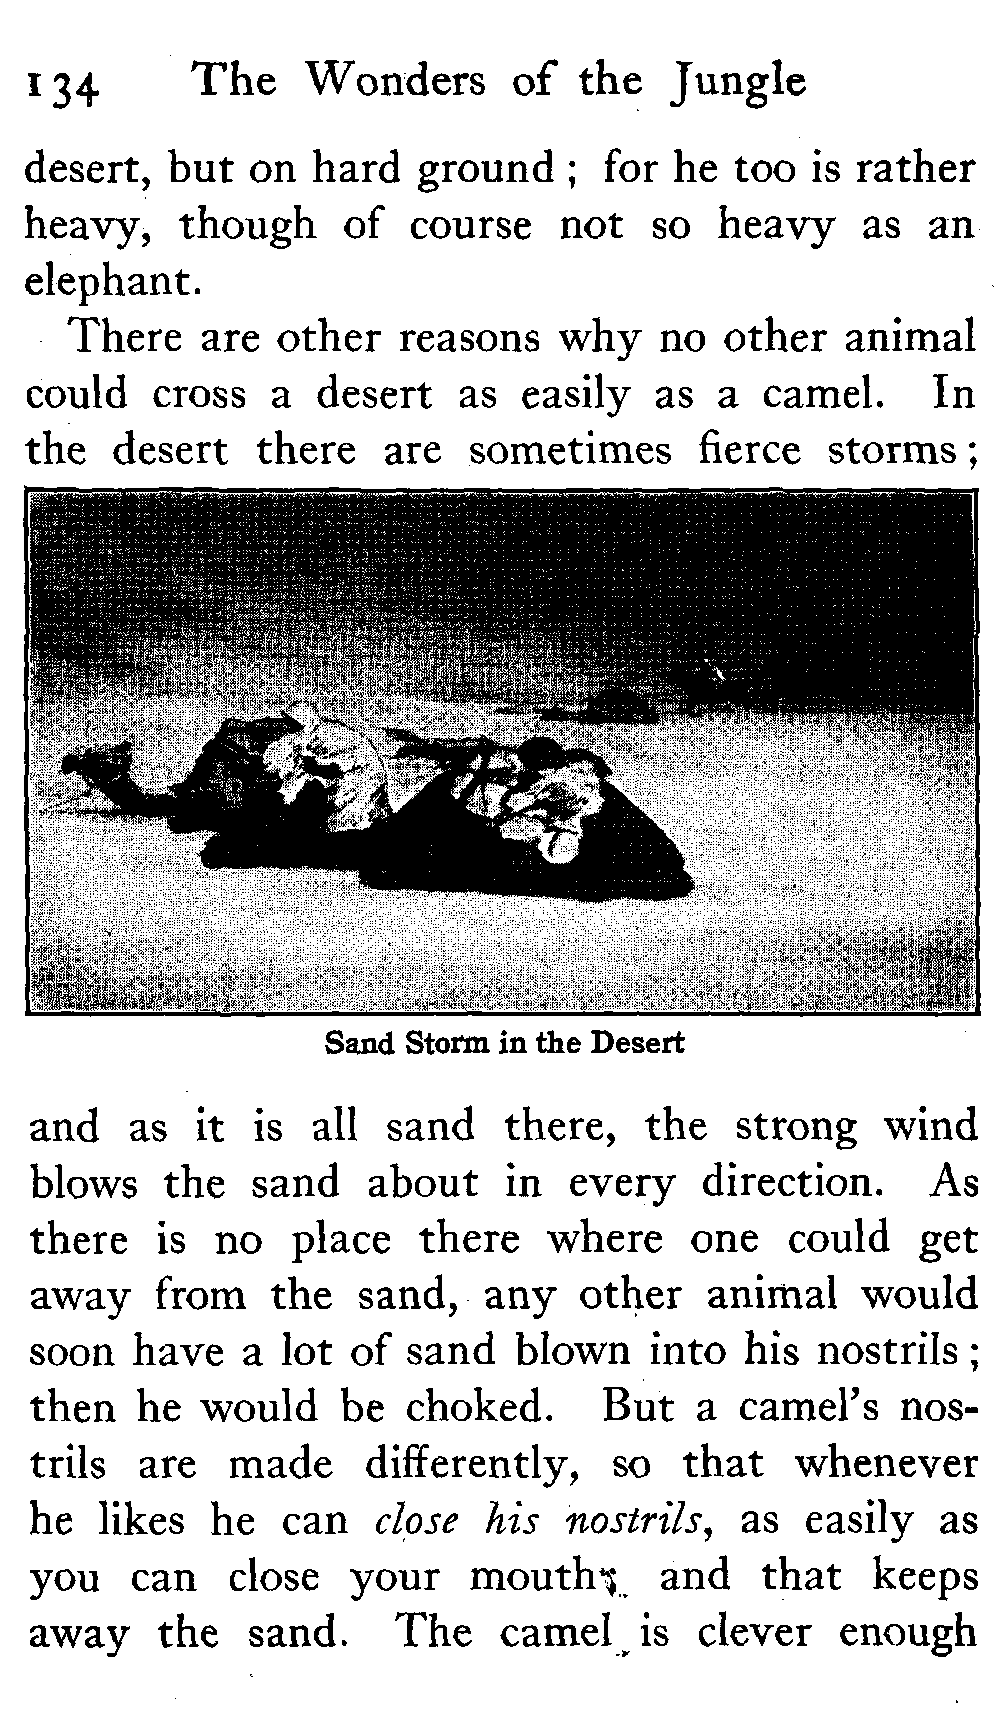 134 The Wonders of the Jungle
desert, but on hard ground ; for he too is rather
heavy, though of course not so heavy as an
elephant.
There are other reasons why no other animal
could cross a desert as easily as a camel. In
the desert there are sometimes fierce storms ;
Sand Storm in the Desert
and as it is all sand there, the strong wind
blows the sand about in every direction. As
there is no place there where one could get
away from the sand, any other animal would
soon have a lot of sand blown into his nostrils ;
then he would be choked. But a camel's nos-
trils are made differently, so that whenever
he likes he can close his nostrils, as easily as
you can close your mouth; and that keeps
away the sand. The camel is clever enough